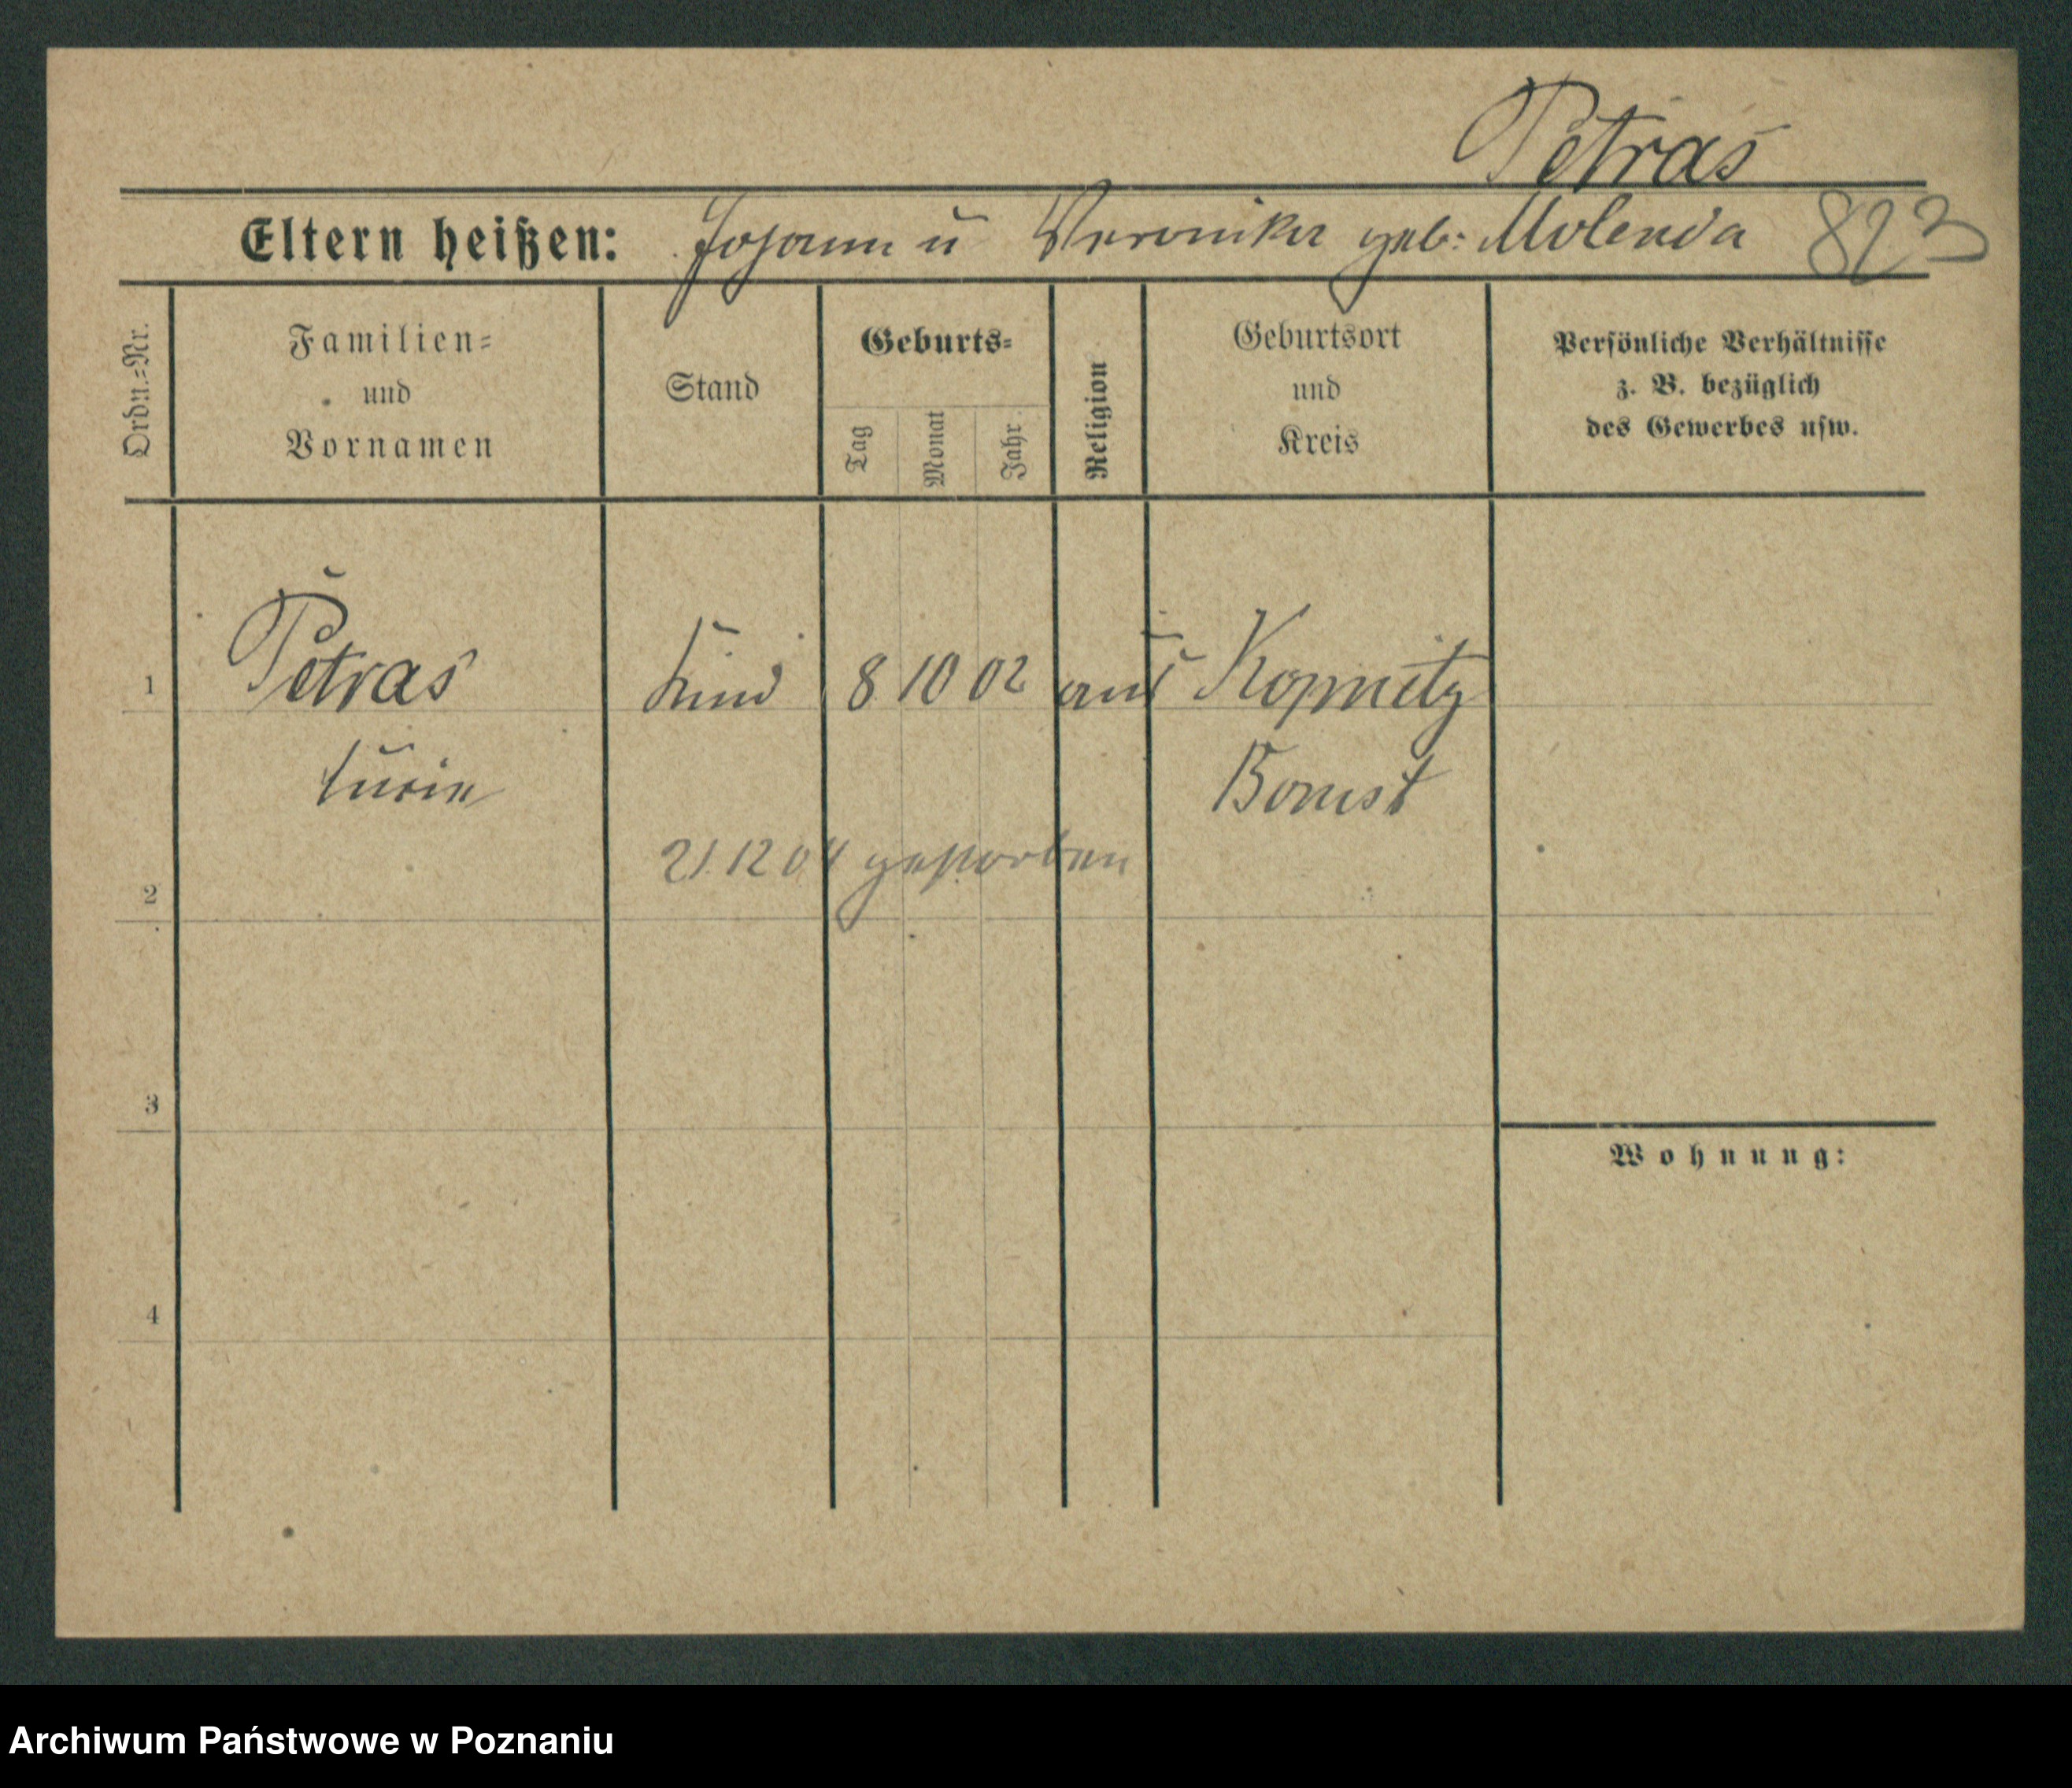 Petras
Eltern heißen: Johann u Veronika geb: Molenda 823
Ordn.=Nr.
Familien=
und
Vornamen
Stand
Geburts=
Tag
Monat
Jahr
Religion
Geburtsort
und
Kreis
Persönliche Verhältnisse
z. B. bezüglich
des Gewerbes usw.
1 Petras Kind 8 10 02 Kopnitz
Bomst
21 12 04 gestorben
2
3
Wohnung:
4
Archiwum Państwowe w Poznaniu